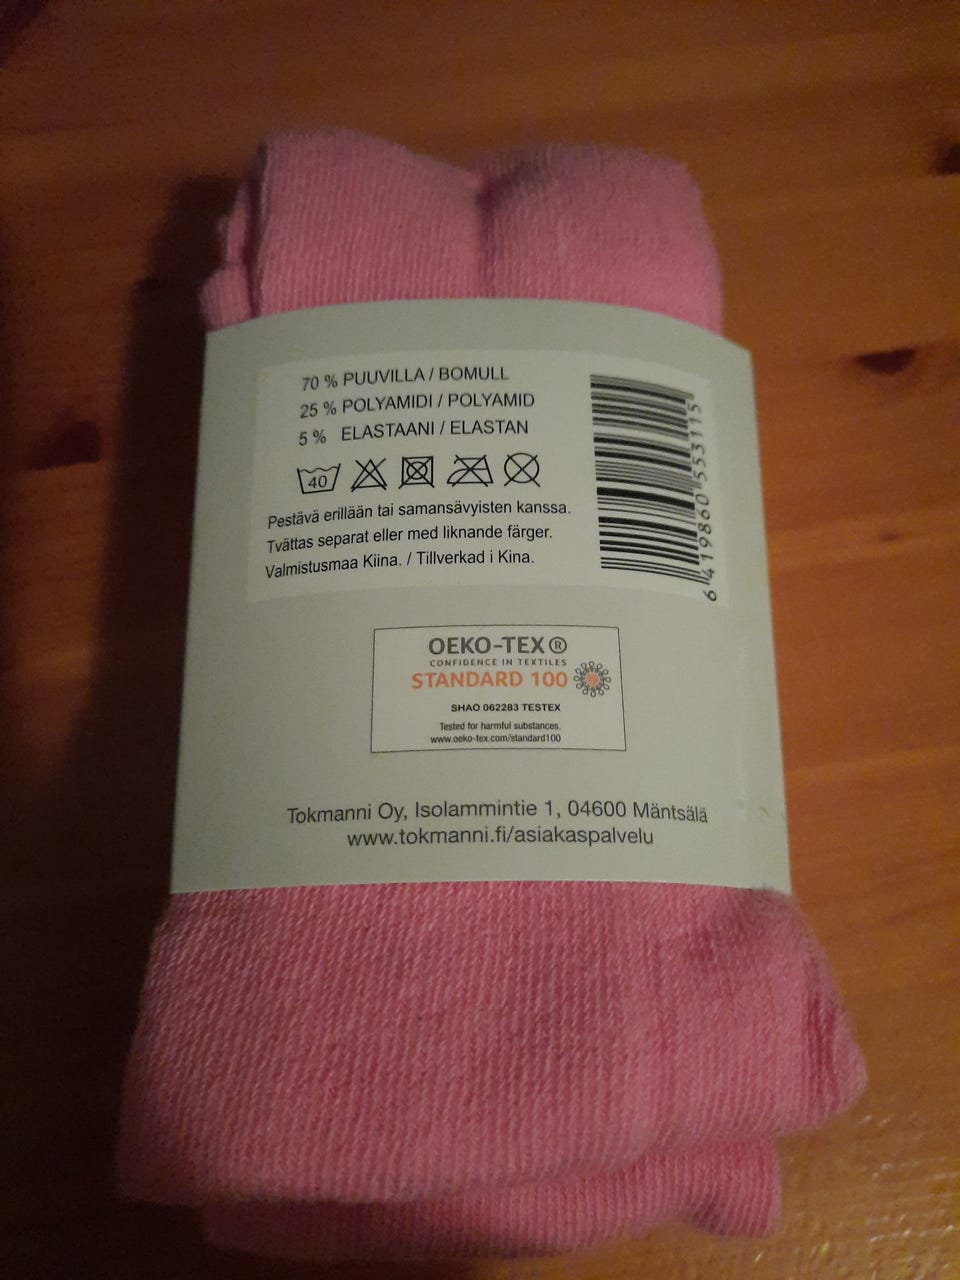 70 % PUUVILLA / BOMULL
25 % POLYAMIDI / POLYAMID
5 % ELASTAANI / ELASTAN
40
Pestävä erillään tai samansävyisten kanssa.
Tvättas separat eller med liknande färger.
Valmistusmaa Kiina. / Tillverkad i Kina.
6 419860 553115
OEKO-TEX®
CONFIDENCE IN TEXTILES
STANDARD 100
SHAO 062283 TESTEX
Tested for harmful substances.
www.oeko-tex.com/standard100
Tokmanni Oy, Isolammintie 1, 04600 Mäntsälä
www.tokmanni.fi/asiakaspalvelu